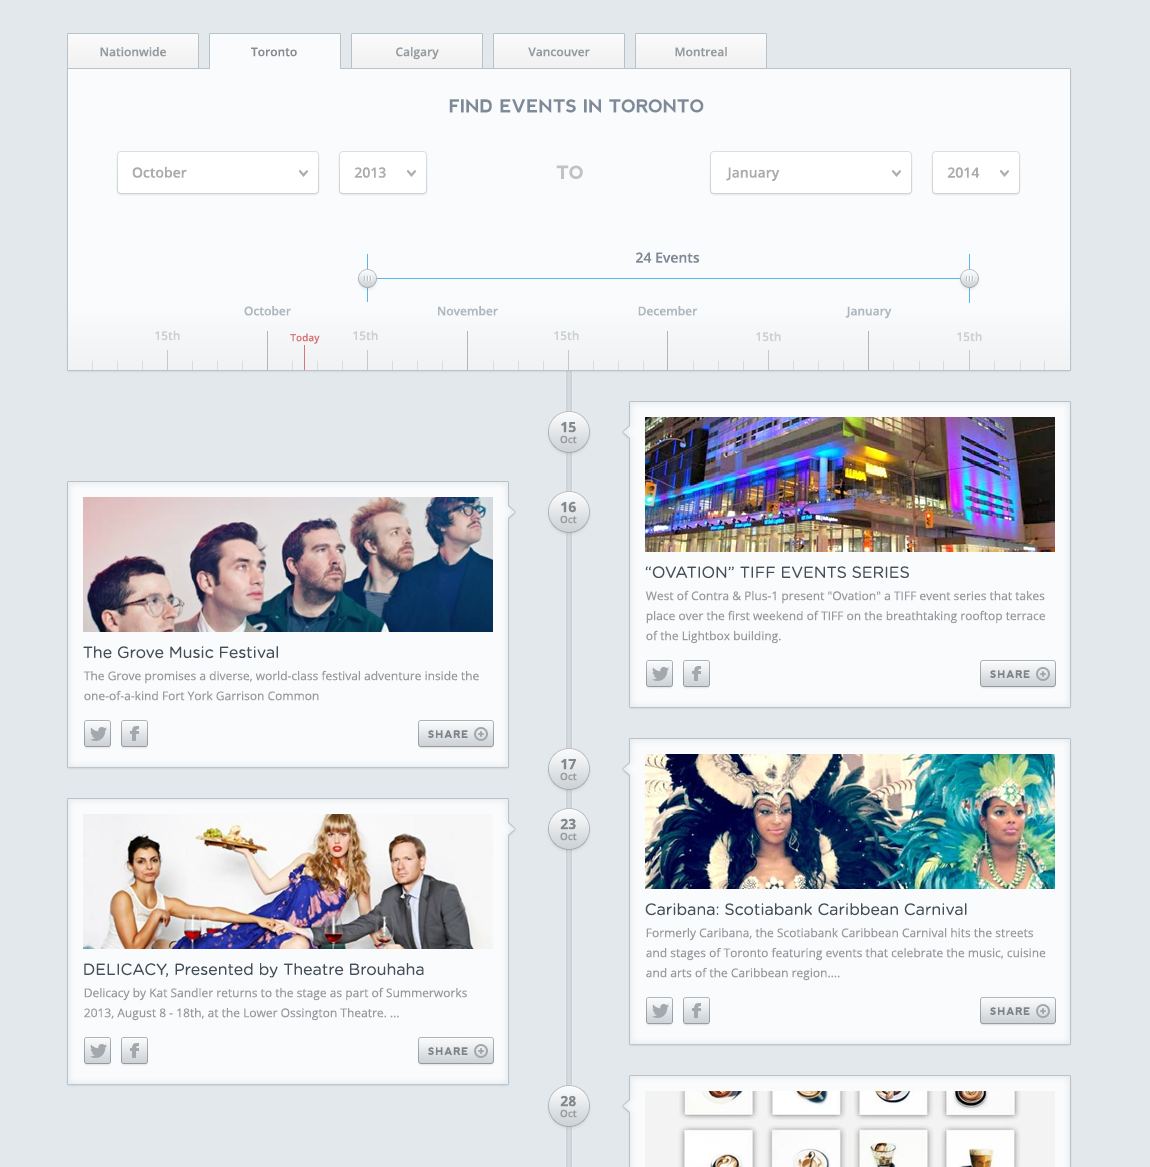 Nationwide
Toronto
Calgary
Vancouver
Montreal
FIND EVENTS IN TORONTO
October
2013
TO
January
2014
24 Events
October
November
December
January
15th
Today
15th
15th
15th
15th
15
Oct
16
Oct
“OVATION” TIFF EVENTS SERIES
West of Contra & Plus-1 present "Ovation" a TIFF event series that takes
place over the first weekend of TIFF on the breathtaking rooftop terrace
of the Lightbox building.
SHARE
The Grove Music Festival
The Grove promises a diverse, world-class festival adventure inside the
one-of-a-kind Fort York Garrison Common
SHARE
17
Oct
23
Oct
Caribana: Scotiabank Caribbean Carnival
Formerly Caribana, the Scotiabank Caribbean Carnival hits the streets
and stages of Toronto featuring events that celebrate the music, cuisine
and arts of the Caribbean region....
SHARE
DELICACY, Presented by Theatre Brouhaha
Delicacy by Kat Sandler returns to the stage as part of Summerworks
2013, August 8 - 18th, at the Lower Ossington Theatre. ...
SHARE
28
Oct